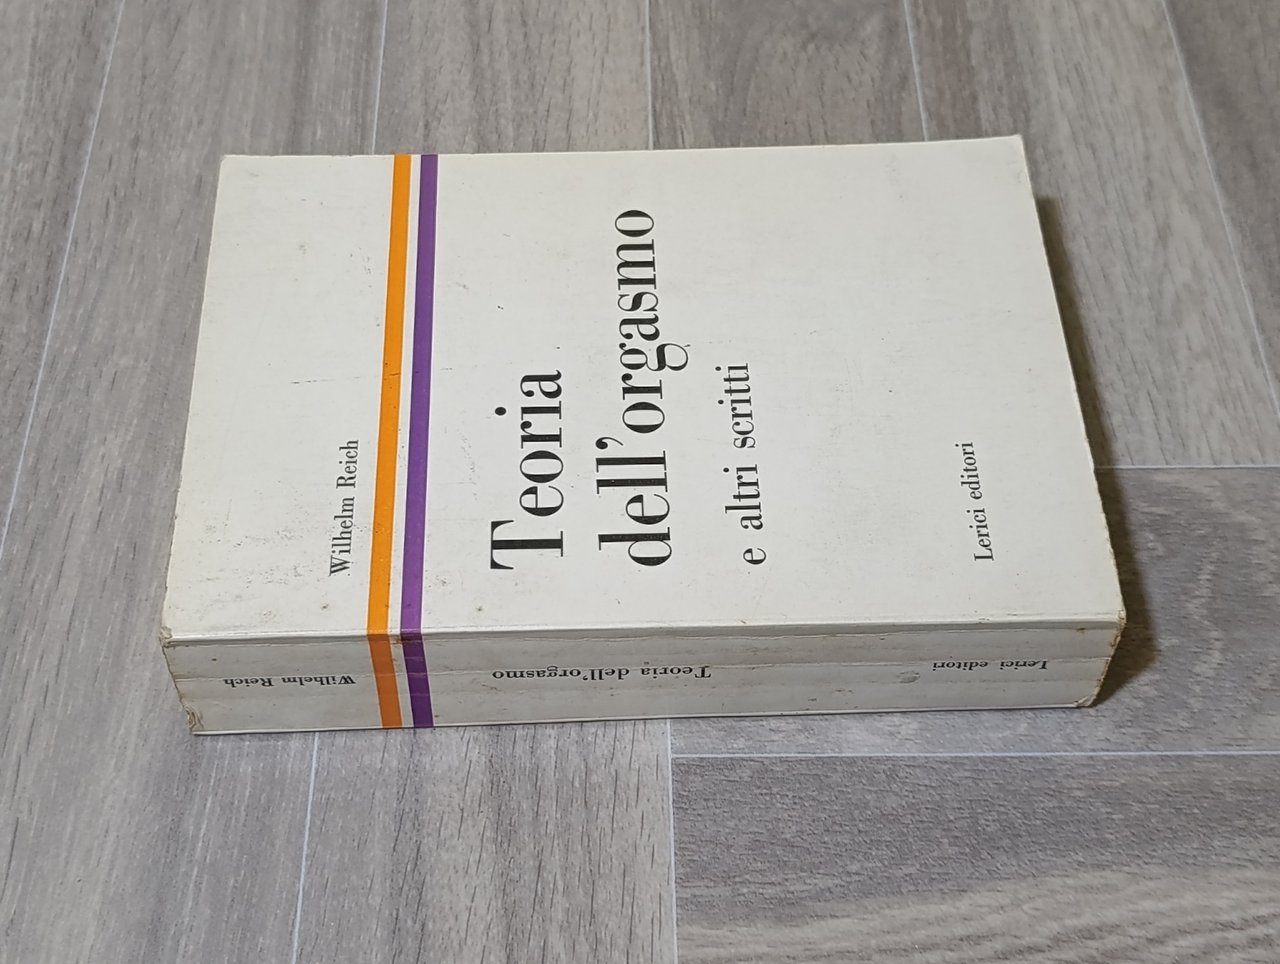 Wilhelm Reich
Teoria
dell'orgasmo
e altri scritti
Lerici editori
Wilhelm Reich
Teoria dell'orgasmo
Lerici editori